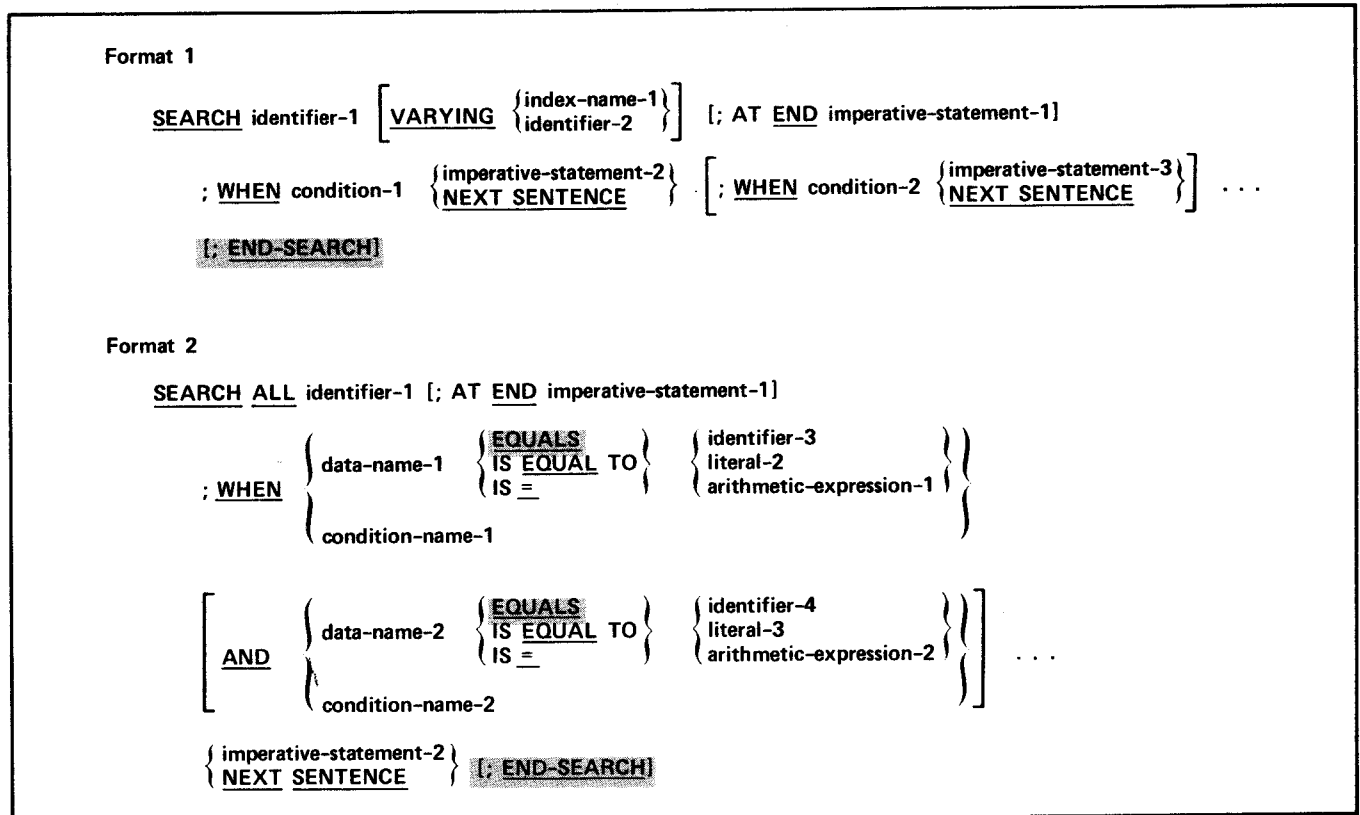 Format 1
SEARCH identifier-1 [VARYING {index-name-1 identifier-2}] [; AT END imperative-statement-1]
; WHEN condition-1 {imperative-statement-2 NEXT SENTENCE} [; WHEN condition-2 {imperative-statement-3 NEXT SENTENCE}] ...
[; END-SEARCH]
Format 2
SEARCH ALL identifier-1 [; AT END imperative-statement-1]
; WHEN
data-name-1
EQUALS
IS EQUAL TO
IS =
identifier-3
literal-2
arithmetic-expression-1
condition-name-1
AND
data-name-2
EQUALS
IS EQUAL TO
IS =
identifier-4
literal-3
arithmetic-expression-2
...
condition-name-2
imperative-statement-2
NEXT SENTENCE
[; END-SEARCH]